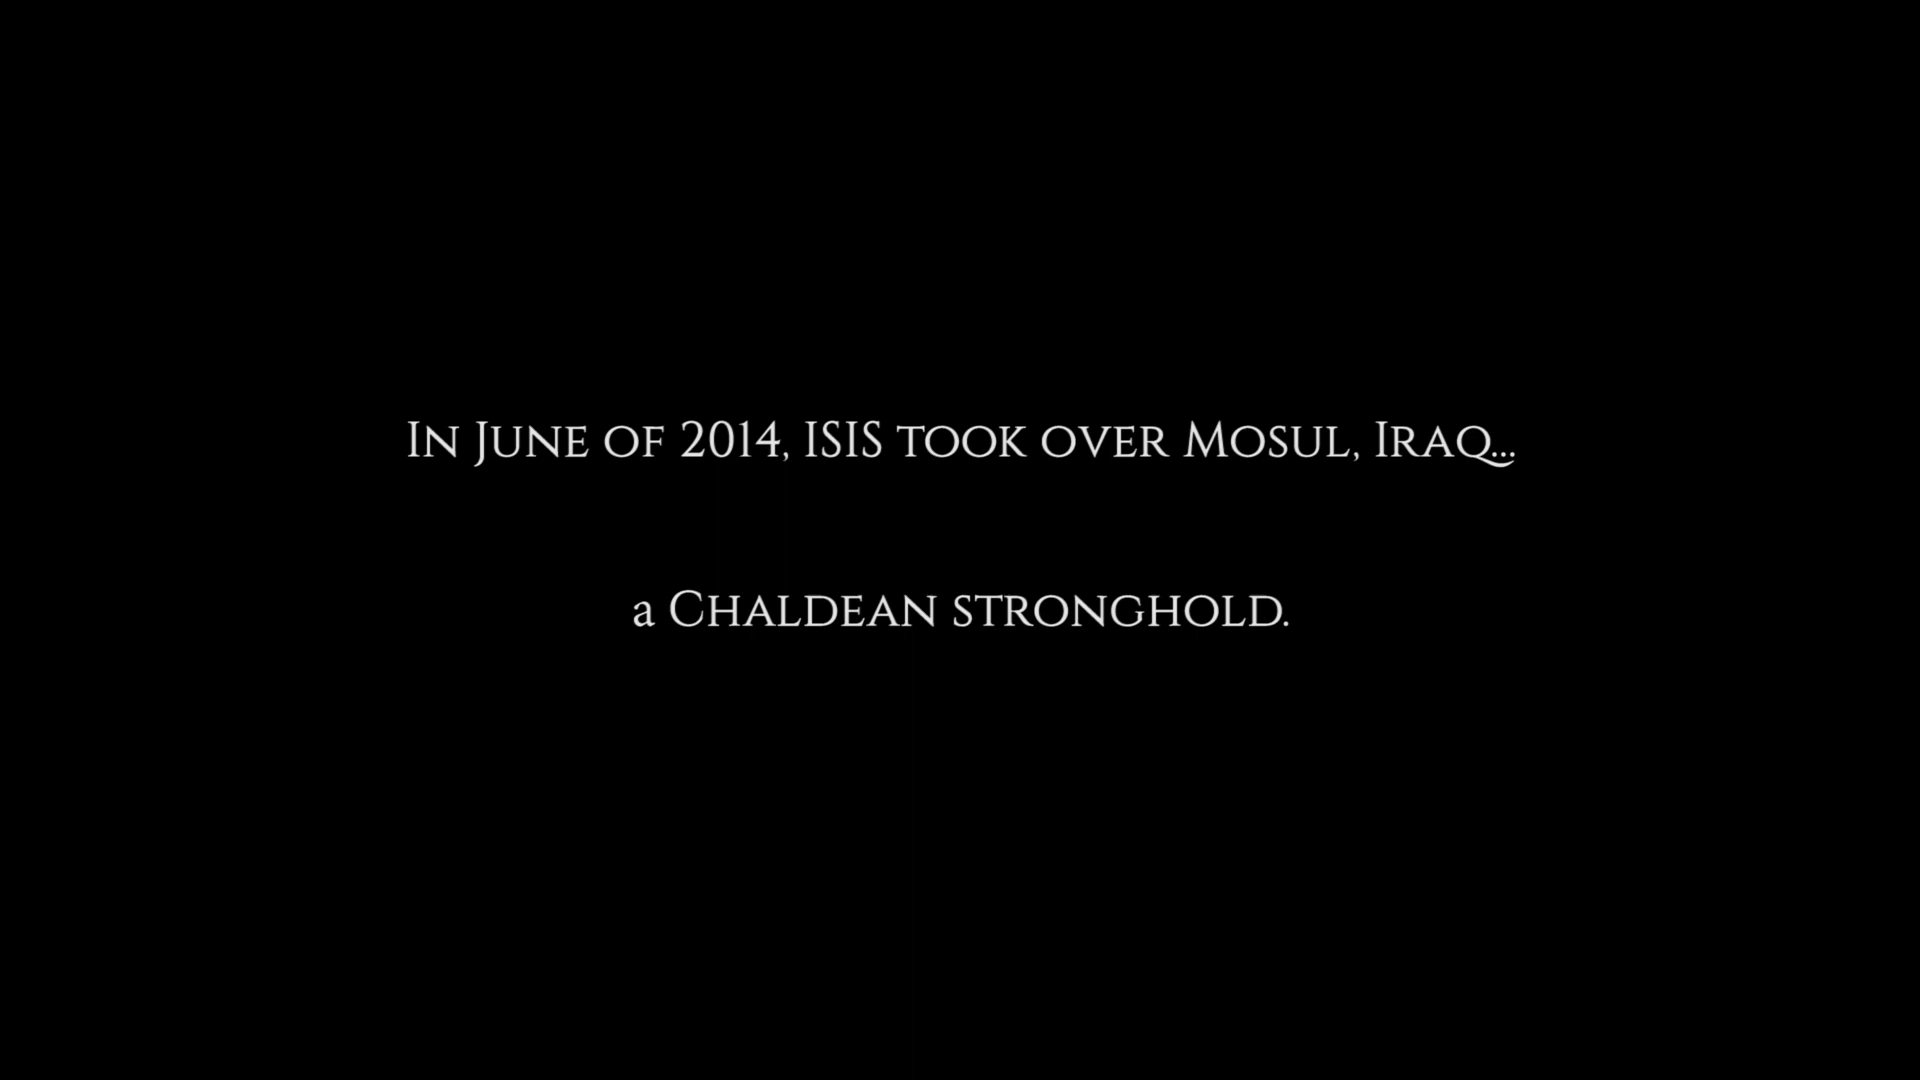 In June of 2014, ISIS took over Mosul, Iraq...
a Chaldean stronghold.